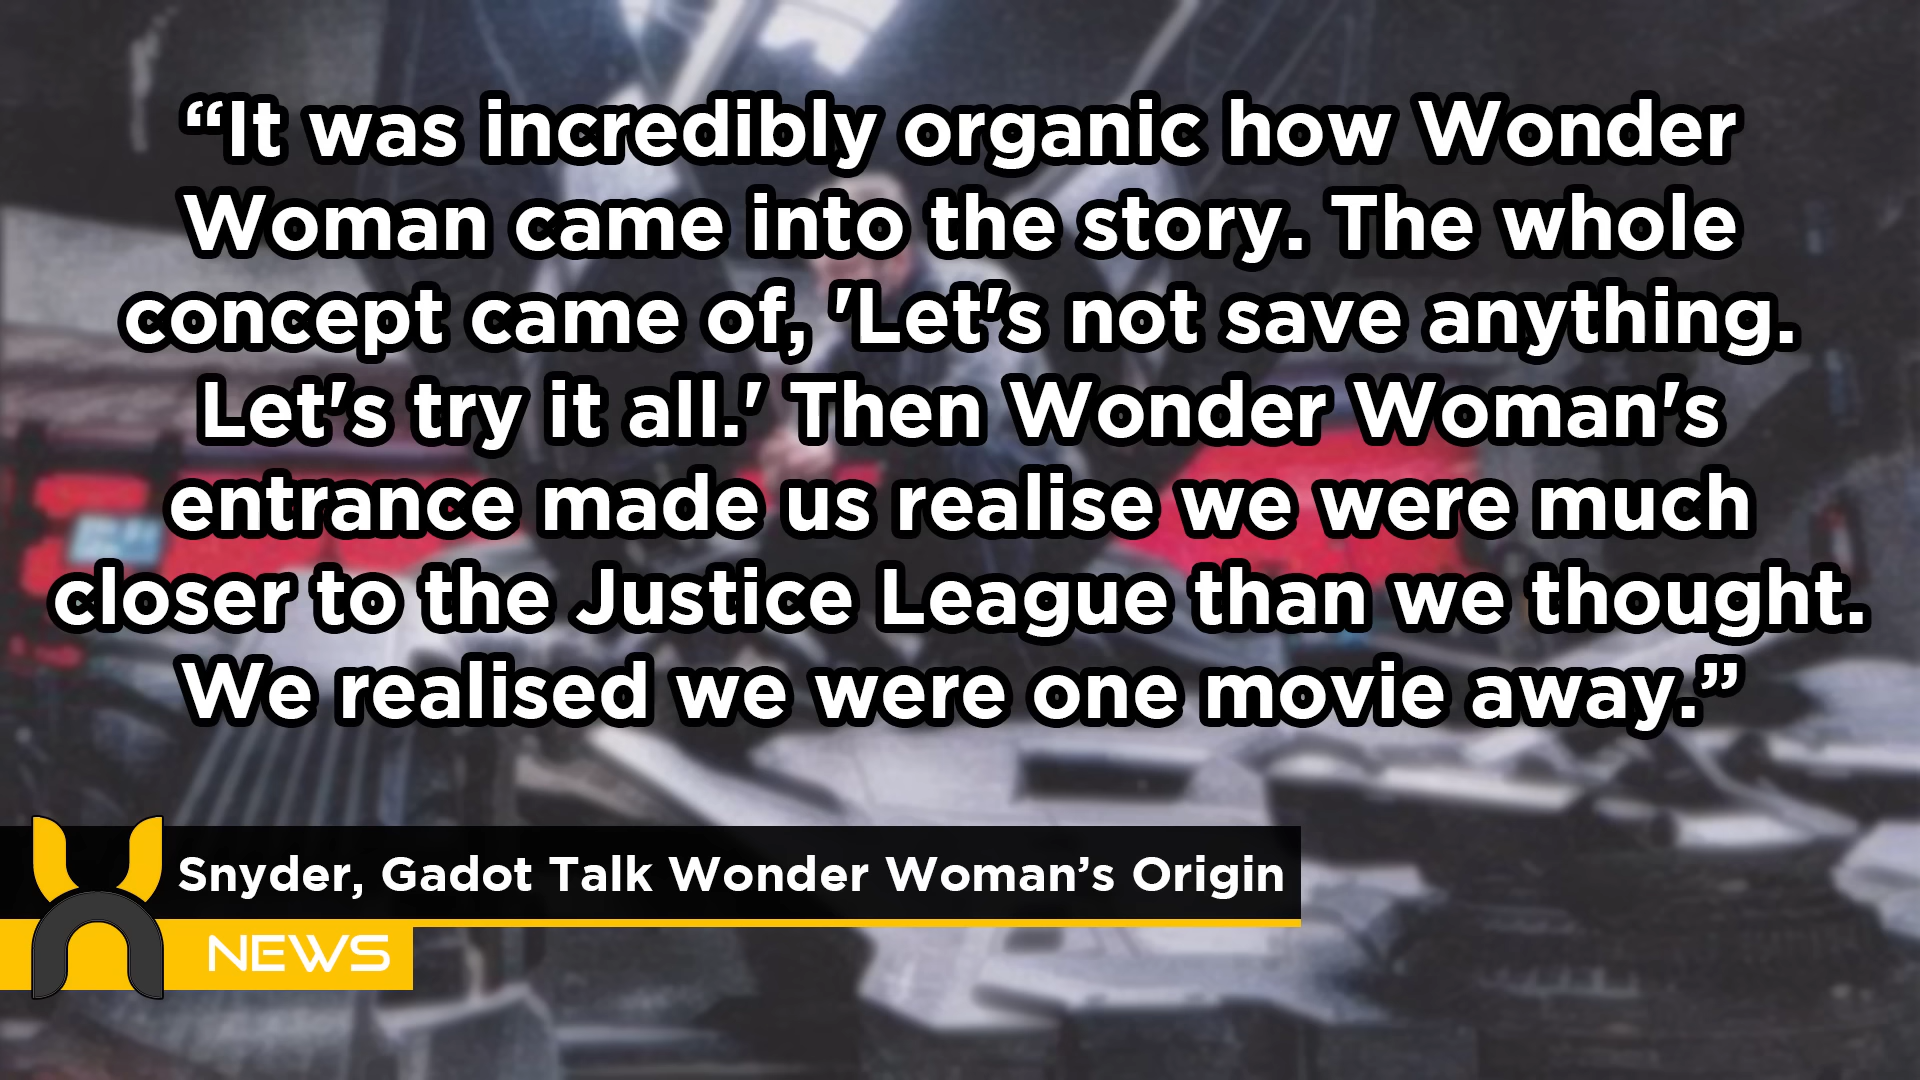 “It was incredibly organic how Wonder
Woman came into the story. The whole
concept came of, 'Let's not save anything.
Let's try it all.' Then Wonder Woman's
entrance made us realise we were much
closer to the Justice League than we thought.
We realised we were one movie away.”
Snyder, Gadot Talk Wonder Woman’s Origin
NEWS